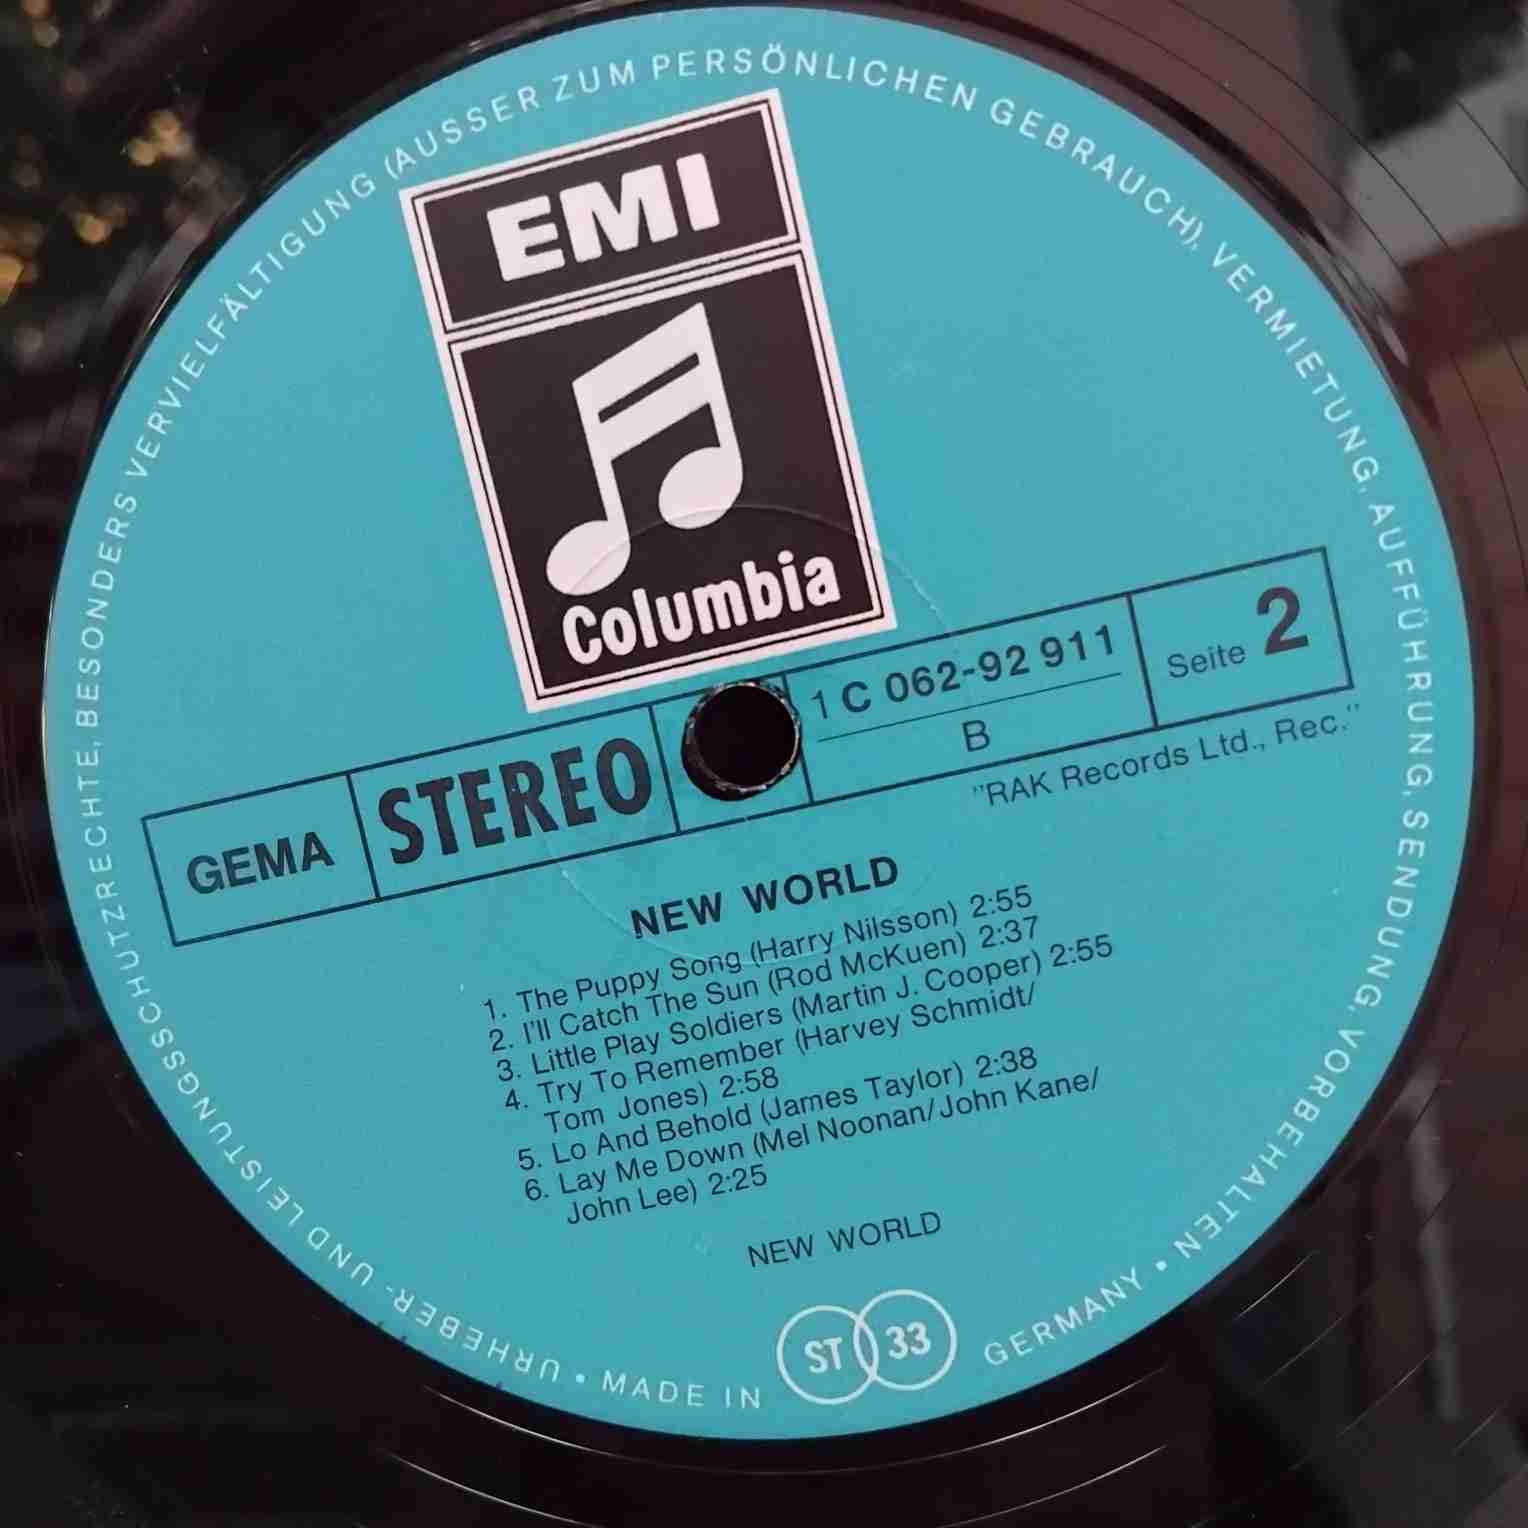 URHEBER- UND LEISTUNGSSCHUTZRECHTE, BESONDERS VERVIELFÄLTIGUNG (AUSSER ZUM PERSÖNLICHEN GEBRAUCH), VERMIETUNG, AUFFÜHRUNG, SENDUNG, VORBEHALTEN •
EMI
Columbia
GEMA
STEREO
1 C 062-92 911
B
Seite 2
"RAK Records Ltd., Rec."
NEW WORLD
1. The Puppy Song (Harry Nilsson) 2:55
2. I'll Catch The Sun (Rod McKuen) 2:37
3. Little Play Soldiers (Martin J. Cooper) 2:55
4. Try To Remember (Harvey Schmidt/
Tom Jones) 2:58
5. Lo And Behold (James Taylor) 2:38
6. Lay Me Down (Mel Noonan/John Kane/
John Lee) 2:25
NEW WORLD
ST 33
• MADE IN GERMANY